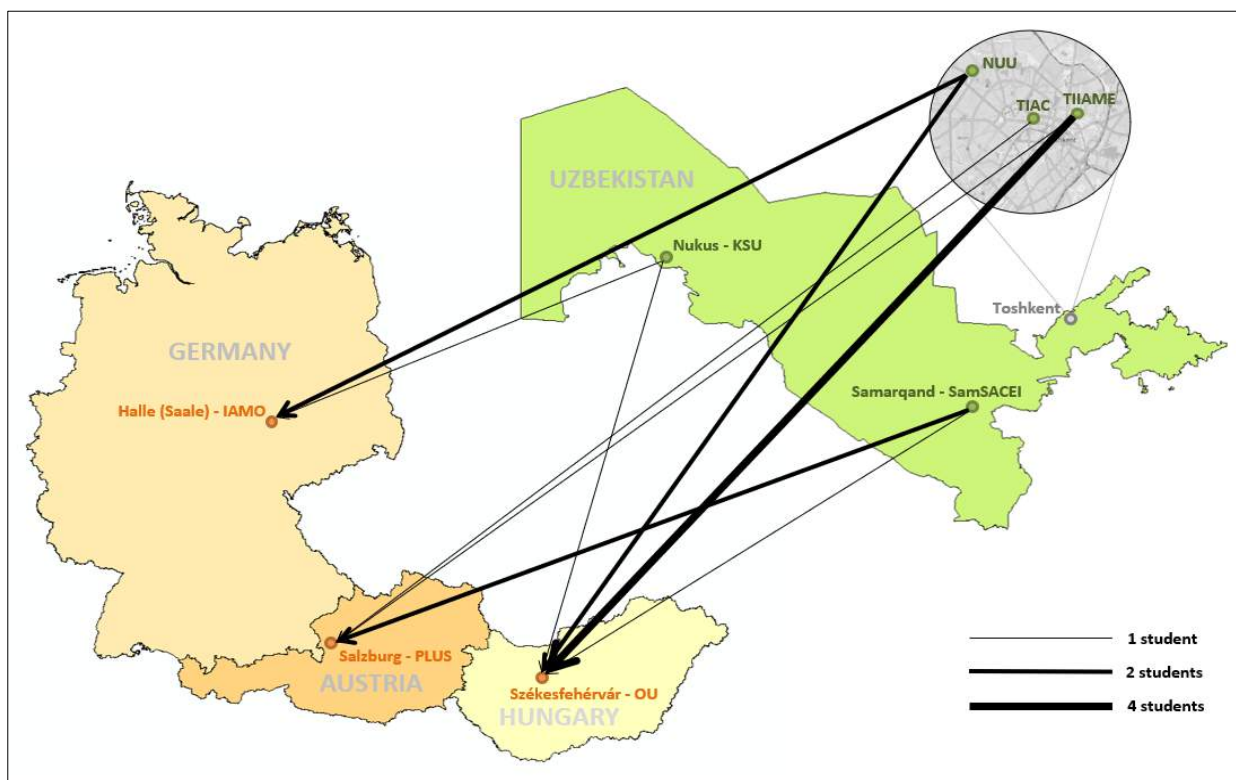 NUU
TIAC
TIIAME
UZBEKISTAN
Nukus - KSU
Toshkent
GERMANY
Halle (Saale) - IAMO
Samarqand - SamSACEI
Salzburg - PLUS
AUSTRIA
Székesfehérvár - OU
HUNGARY
1 student
2 students
4 students